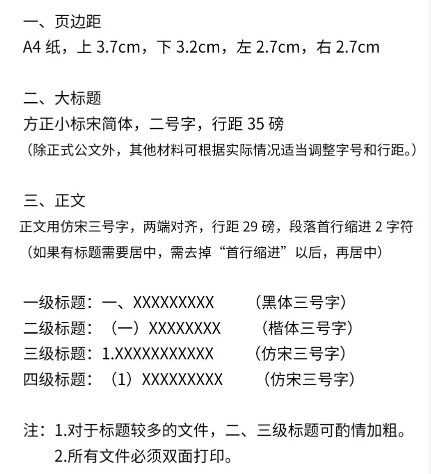 一、页边距
A4 纸，上 3.7cm，下 3.2cm，左 2.7cm，右 2.7cm
二、大标题
方正小标宋简体，二号字，行距 35 磅
（除正式公文外，其他材料可根据实际情况适当调整字号和行距。）
三、正文
正文用仿宋三号字，两端对齐，行距 29 磅，段落首行缩进 2 字符
（如果有标题需要居中，需去掉“首行缩进”以后，再居中）
一级标题：一、XXXXXXXXX （黑体三号字）
二级标题：（一）XXXXXXXX （楷体三号字）
三级标题：1.XXXXXXXXXXX （仿宋三号字）
四级标题：（1）XXXXXXXXX （仿宋三号字）
注：1.对于标题较多的文件，二、三级标题可酌情加粗。
2.所有文件必须双面打印。